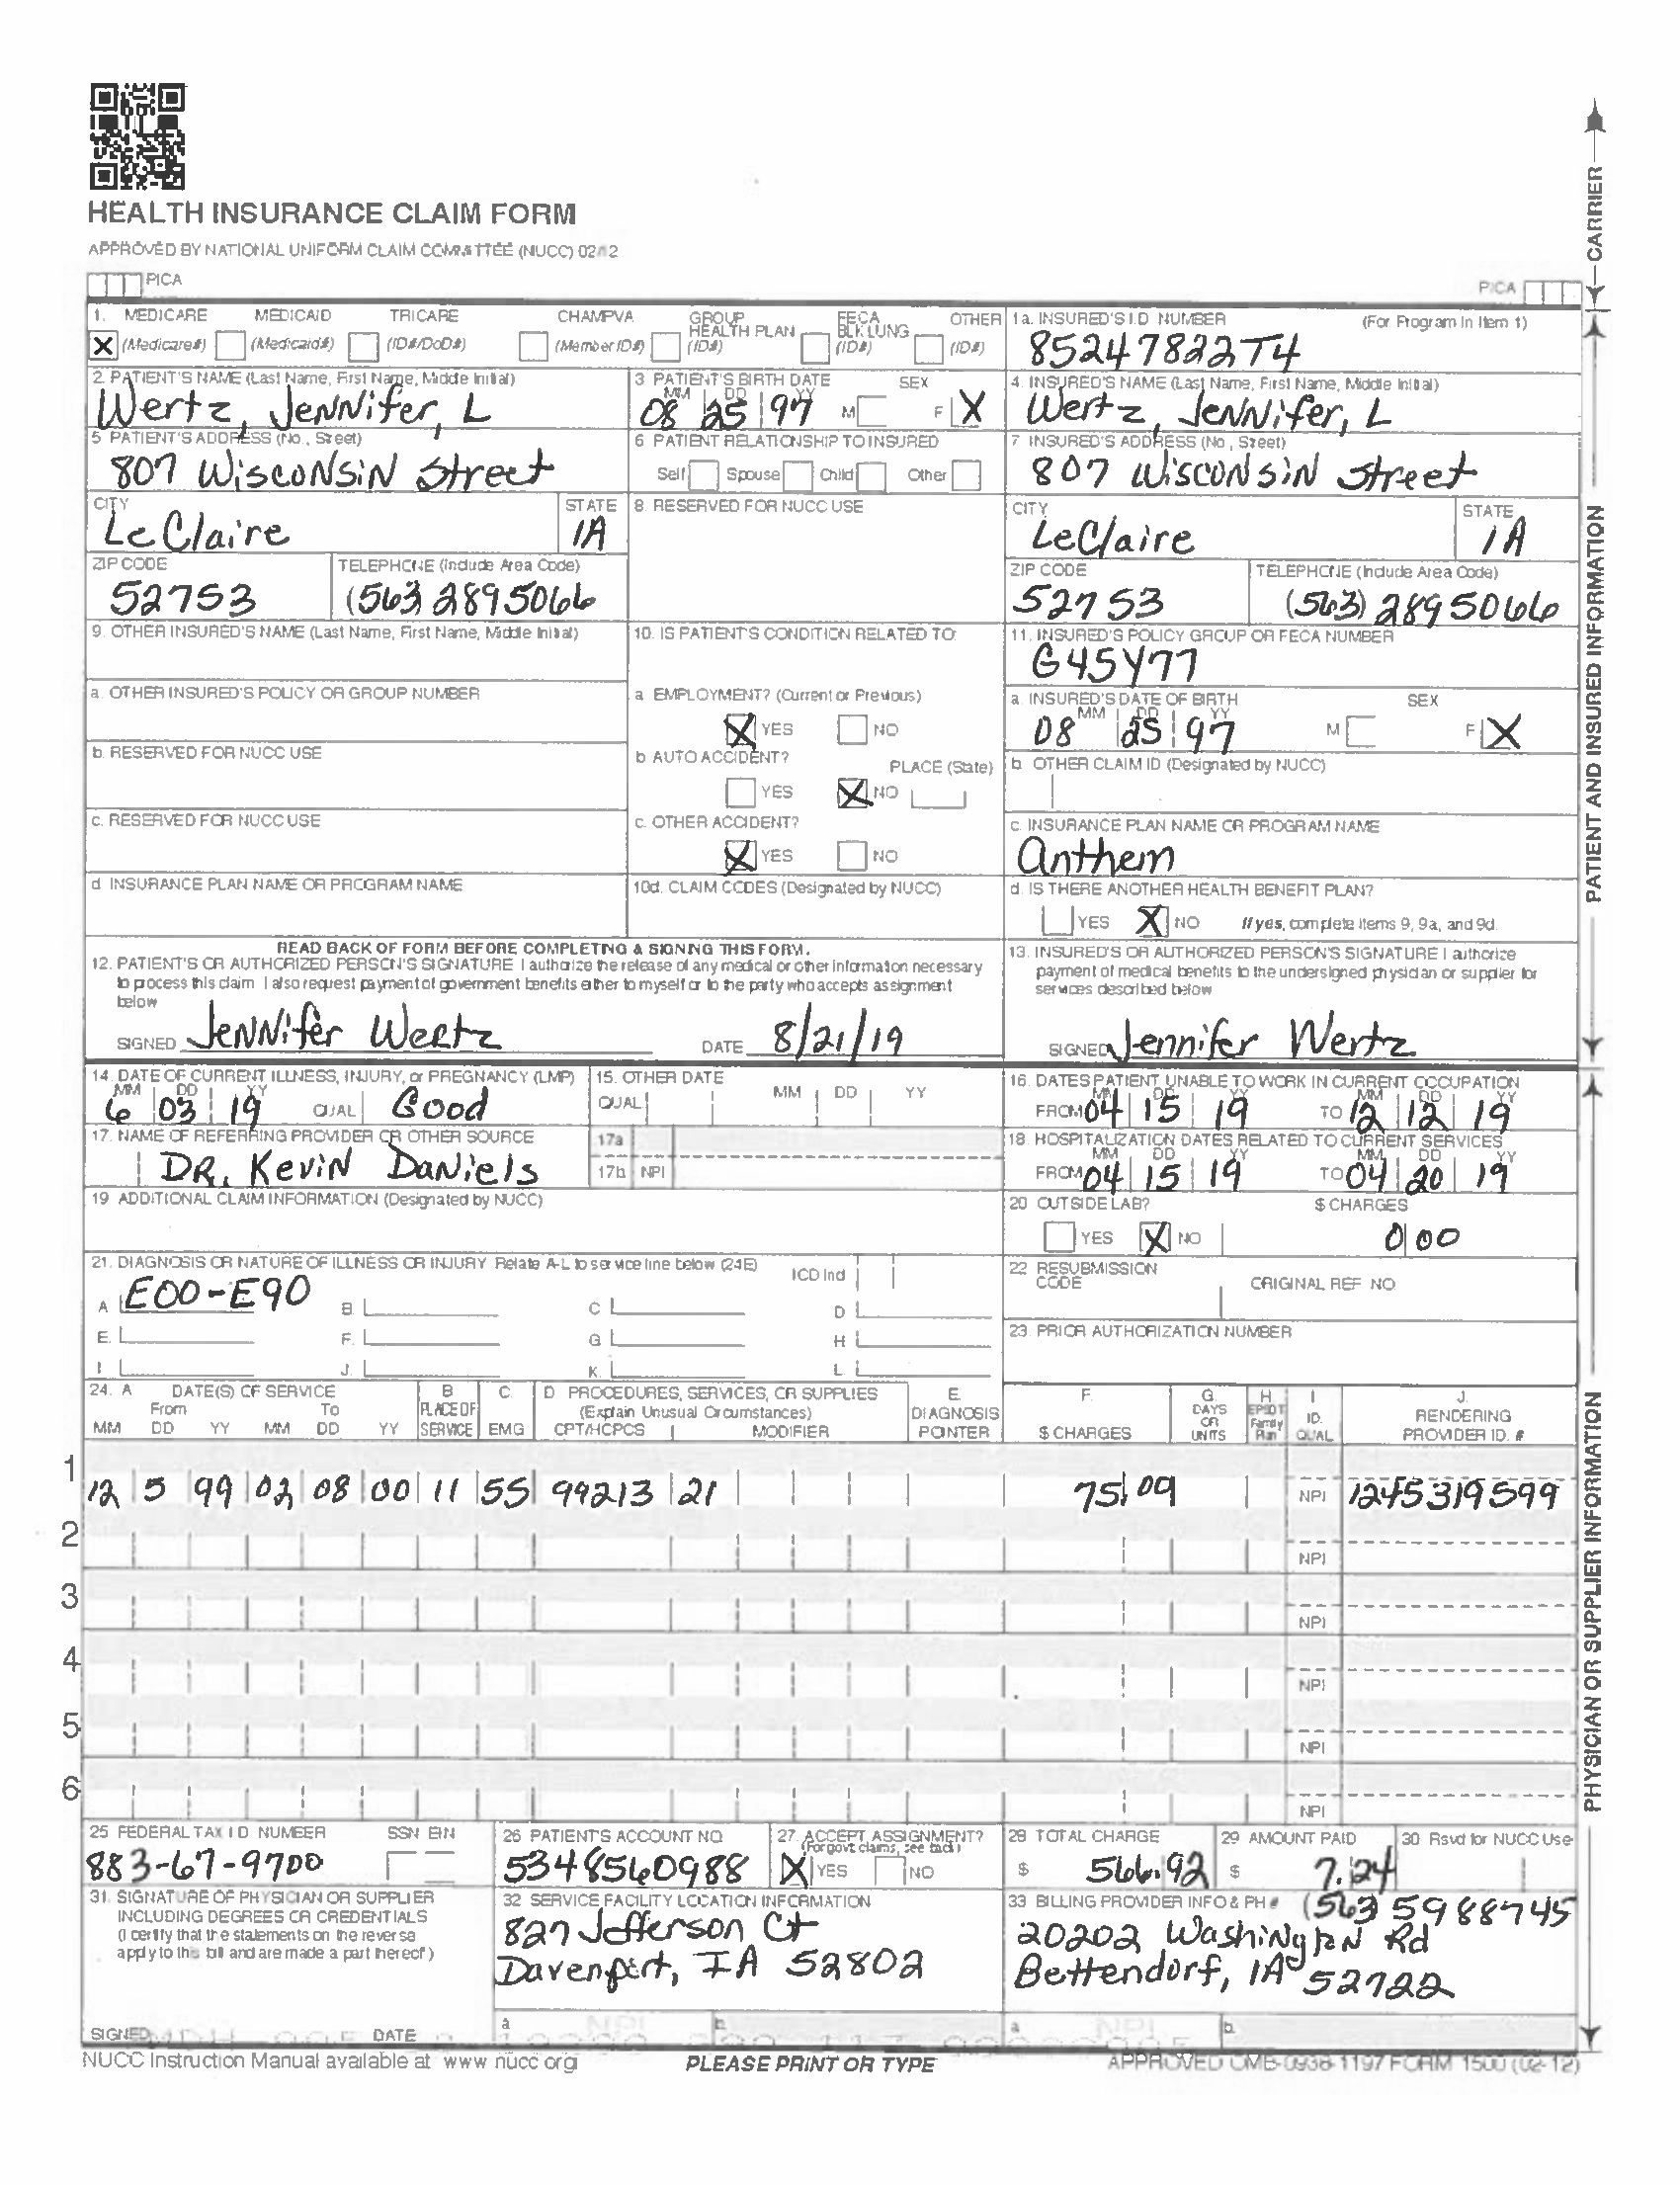 HEALTH INSURANCE CLAIM FORM
APPROVED BY NATIONAL UNIFORM CLAIM COMMITTEE (NUCC) 02/12
PICA
PICA
CARRIER
1. MEDICARE MEDICAID TRICARE CHAMPVA GROUP HEALTH PLAN FECA BLK LUNG OTHER
X (Medicare#) (Medicaid#) (ID#/DoD#) (Member ID#) (ID#) (ID#) (ID#)
1a. INSURED'S I.D. NUMBER (For Program in Item 1)
85247822T4
2. PATIENT'S NAME (Last Name, First Name, Middle Initial)
Wertz, Jennifer, L
3 PATIENT'S BIRTH DATE SEX
MM DD YY
08 25 97 M F X
4. INSURED'S NAME (Last Name, First Name, Middle Initial)
Wertz, Jennifer, L
5 PATIENT'S ADDRESS (No., Street)
807 Wisconsin Street
6 PATIENT RELATIONSHIP TO INSURED
Self Spouse Child Other
7 INSURED'S ADDRESS (No., Street)
807 Wisconsin Street
CITY STATE
LeClaire IA
8. RESERVED FOR NUCC USE
CITY STATE
LeClaire IA
ZIP CODE TELEPHONE (Include Area Code)
52753 (563) 2895066
ZIP CODE TELEPHONE (Include Area Code)
52753 (563) 2895066
9. OTHER INSURED'S NAME (Last Name, First Name, Middle Initial)
10. IS PATIENT'S CONDITION RELATED TO:
11. INSURED'S POLICY GROUP OR FECA NUMBER
G45Y77
a. OTHER INSURED'S POLICY OR GROUP NUMBER
a EMPLOYMENT? (Current or Previous)
X YES NO
a. INSURED'S DATE OF BIRTH SEX
MM DD YY
08 25 97 M F X
b. RESERVED FOR NUCC USE
b AUTO ACCIDENT? PLACE (State)
YES X NO
b. OTHER CLAIM ID (Designated by NUCC)
c. RESERVED FOR NUCC USE
c. OTHER ACCIDENT?
X YES NO
c. INSURANCE PLAN NAME OR PROGRAM NAME
Anthem
d INSURANCE PLAN NAME OR PROGRAM NAME
10d. CLAIM CODES (Designated by NUCC)
d. IS THERE ANOTHER HEALTH BENEFIT PLAN?
YES X NO If yes, complete items 9, 9a, and 9d.
READ BACK OF FORM BEFORE COMPLETING & SIGNING THIS FORM.
12. PATIENT'S OR AUTHORIZED PERSON'S SIGNATURE I authorize the release of any medical or other information necessary
to process this claim I also request payment of government benefits either to myself or to the party who accepts assignment
below
SIGNED Jennifer Wertz DATE 8/21/19
13. INSURED'S OR AUTHORIZED PERSON'S SIGNATURE I authorize
payment of medical benefits to the undersigned physician or supplier for
services described below
SIGNED Jennifer Wertz
PATIENT AND INSURED INFORMATION
14. DATE OF CURRENT ILLNESS, INJURY, or PREGNANCY (LMP)
MM DD YY
6 03 19 QUAL Good
15. OTHER DATE
QUAL MM DD YY
16. DATES PATIENT UNABLE TO WORK IN CURRENT OCCUPATION
MM DD YY MM DD YY
FROM 04 15 19 TO 12 12 19
17. NAME OF REFERRING PROVIDER OR OTHER SOURCE
DR. Kevin Daniels
17a
17b NPI
18. HOSPITALIZATION DATES RELATED TO CURRENT SERVICES
MM DD YY MM DD YY
FROM 04 15 19 TO 04 20 19
19 ADDITIONAL CLAIM INFORMATION (Designated by NUCC)
20 OUTSIDE LAB? $ CHARGES
YES X NO 0 00
21. DIAGNOSIS OR NATURE OF ILLNESS OR INJURY Relate A-L to service line below (24E) ICD Ind
A E00-E90 B C D
E. F. G H
I J. K. L
22 RESUBMISSION CODE ORIGINAL REF NO
23. PRIOR AUTHORIZATION NUMBER
24. A DATE(S) OF SERVICE B C D PROCEDURES, SERVICES, OR SUPPLIES E. F. G H I J.
From To PLACE OF (Explain Unusual Circumstances) DIAGNOSIS DAYS OR EPSDT Family ID. RENDERING
MM DD YY MM DD YY SERVICE EMG CPT/HCPCS MODIFIER POINTER $ CHARGES UNITS Plan QUAL PROVIDER ID. #
1
12 5 99 02 08 00 11 55 99213 21 75.09 NPI 1245319599
2
NPI
3
NPI
4
NPI
5
NPI
6
NPI
25 FEDERAL TAX I D NUMBER SSN EIN
883-67-9700
26 PATIENT'S ACCOUNT NO
5348560988
27. ACCEPT ASSIGNMENT?
(For govt claims, see back)
X YES NO
28 TOTAL CHARGE
$ 566.92
29 AMOUNT PAID
$ 7.24
30 Rsvd for NUCC Use
31. SIGNATURE OF PHYSICIAN OR SUPPLIER
INCLUDING DEGREES OR CREDENTIALS
(I certify that the statements on the reverse
apply to this bill and are made a part thereof)
SIGNED DATE
32 SERVICE FACILITY LOCATION INFORMATION
827 Jefferson Ct
Davenport, IA 52802
a NPI b
33 BILLING PROVIDER INFO & PH # (563 5988745
20202 Washington Rd
Bettendorf, IA 52722
a NPI b
PHYSICIAN OR SUPPLIER INFORMATION
NUCC Instruction Manual available at www nucc org PLEASE PRINT OR TYPE APPROVED OMB-0938-1197 FORM 1500 (02-12)